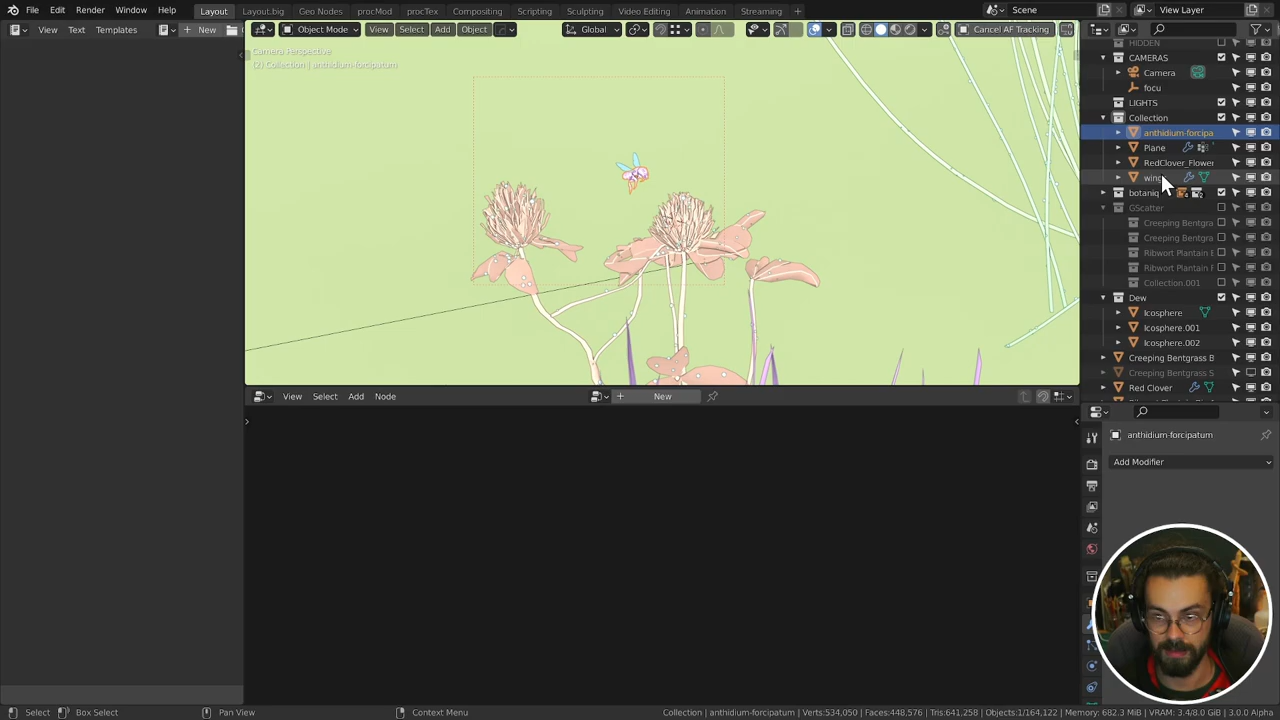 File Edit Render Window Help Layout Layout.big Geo Nodes procMod procTex Compositing Scripting Sculpting Video Editing Animation Streaming + Scene View Layer
View Text Templates New Object Mode View Select Add Object Global Cancel AF Tracking
Camera Perspective
(2) Collection | anthidium-forcipatum
HIDDEN
CAMERAS
Camera
focu
LIGHTS
Collection
anthidium-forcipa
Plane
RedClover_Flower
wing
botaniq
GScatter
Creeping Bentgra
Creeping Bentgra
Ribwort Plantain E
Ribwort Plantain F
Collection.001
Dew
Icosphere
Icosphere.001
Icosphere.002
Creeping Bentgrass B
Creeping Bentgrass S
Red Clover
View Select Add Node New
anthidium-forcipatum
Add Modifier
Select Box Select Pan View Context Menu Collection | anthidium-forcipatum | Verts:534,050 | Faces:448,576 | Tris:641,258 | Objects:1/164,122 | Memory: 682.3 MiB | VRAM: 3.4/8.0 GiB | 3.0.0 Alpha